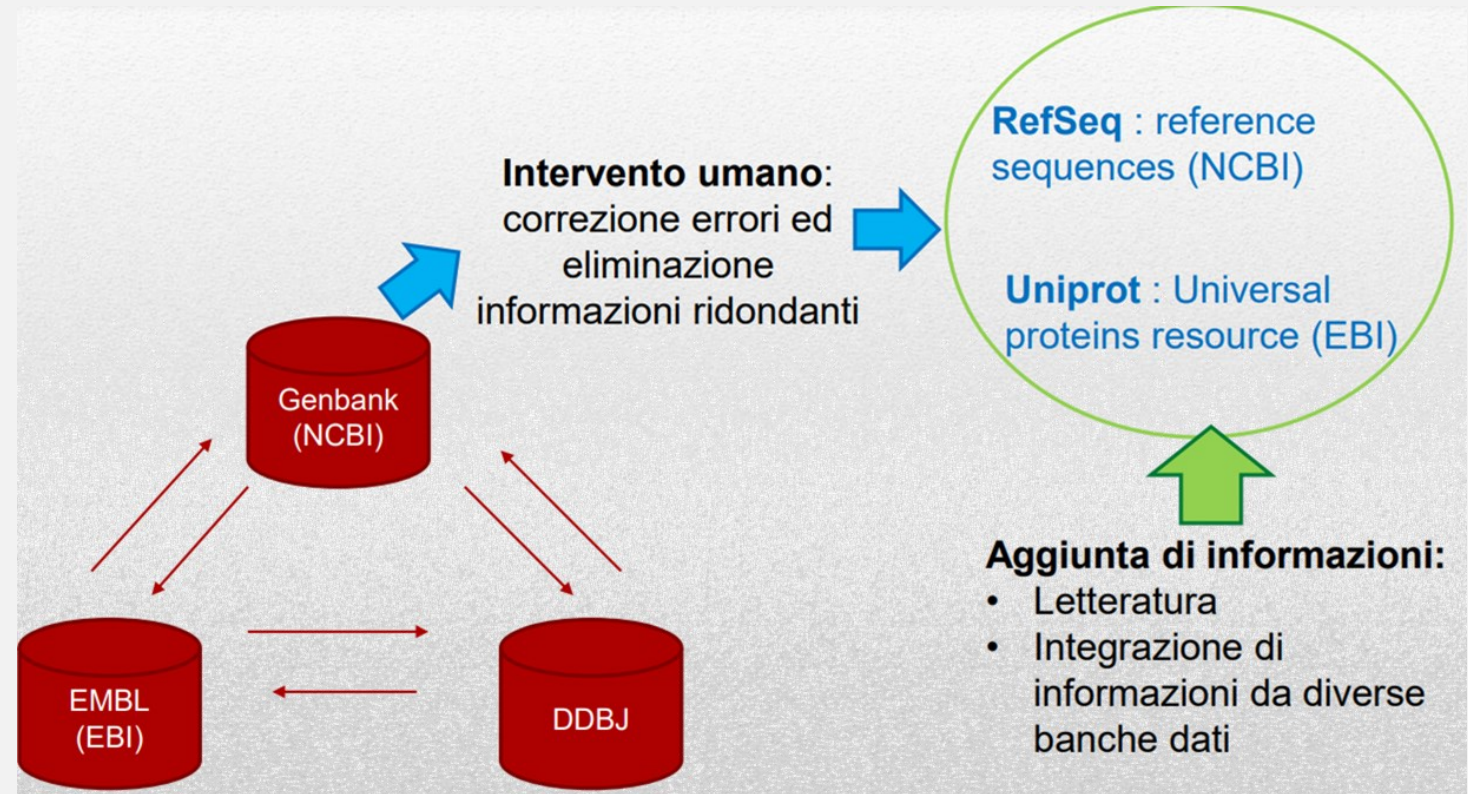 Intervento umano:
correzione errori ed
eliminazione
informazioni ridondanti
RefSeq : reference
sequences (NCBI)
Uniprot : Universal
proteins resource (EBI)
Genbank
(NCBI)
EMBL
(EBI)
DDBJ
Aggiunta di informazioni:
• Letteratura
• Integrazione di
informazioni da diverse
banche dati